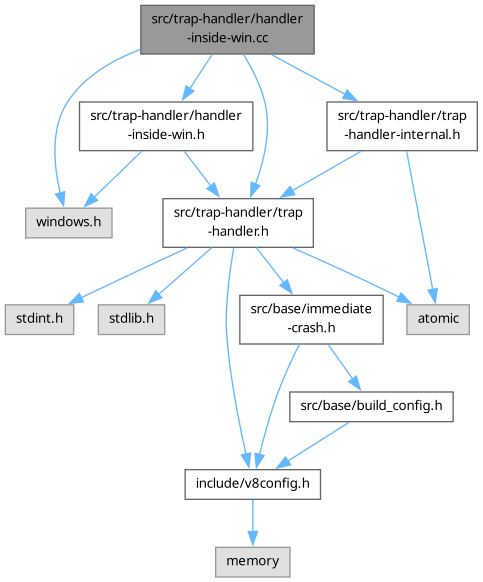 src/trap-handler/handler
-inside-win.cc
src/trap-handler/handler
-inside-win.h
src/trap-handler/trap
-handler-internal.h
windows.h
src/trap-handler/trap
-handler.h
stdint.h
stdlib.h
src/base/immediate
-crash.h
atomic
src/base/build_config.h
include/v8config.h
memory